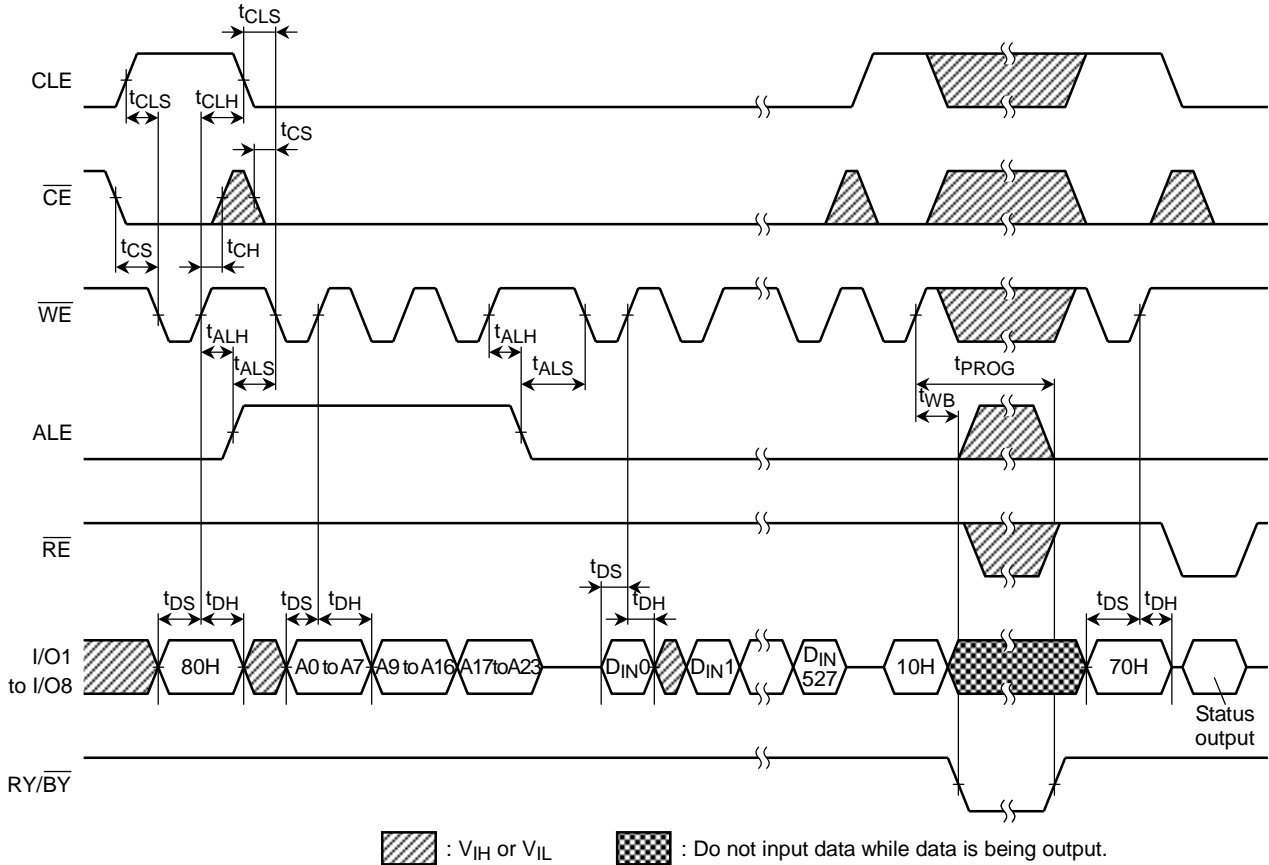 tCLS
CLE
tCLS
tCLH
tCS
CE
tCS
tCH
WE
tALH
tALS
tALH
tALS
tPROG
tWB
ALE
RE
tDS
tDH
tDS
tDH
tDS
tDH
tDS
tDH
I/O1
to I/O8
80H
A0 to A7
A9 to A16
A17 to A23
DIN0
DIN1
DIN
527
10H
70H
Status
output
RY/BY
: VIH or VIL
: Do not input data while data is being output.